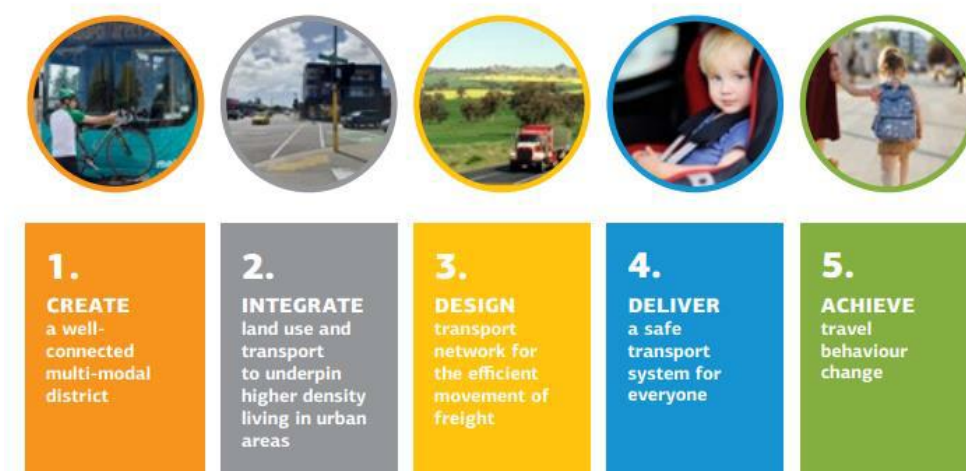 1.
CREATE
a well-
connected
multi-modal
district
2.
INTEGRATE
land use and
transport
to underpin
higher density
living in urban
areas
3.
DESIGN
transport
network for
the efficient
movement of
freight
4.
DELIVER
a safe
transport
system for
everyone
5.
ACHIEVE
travel
behaviour
change